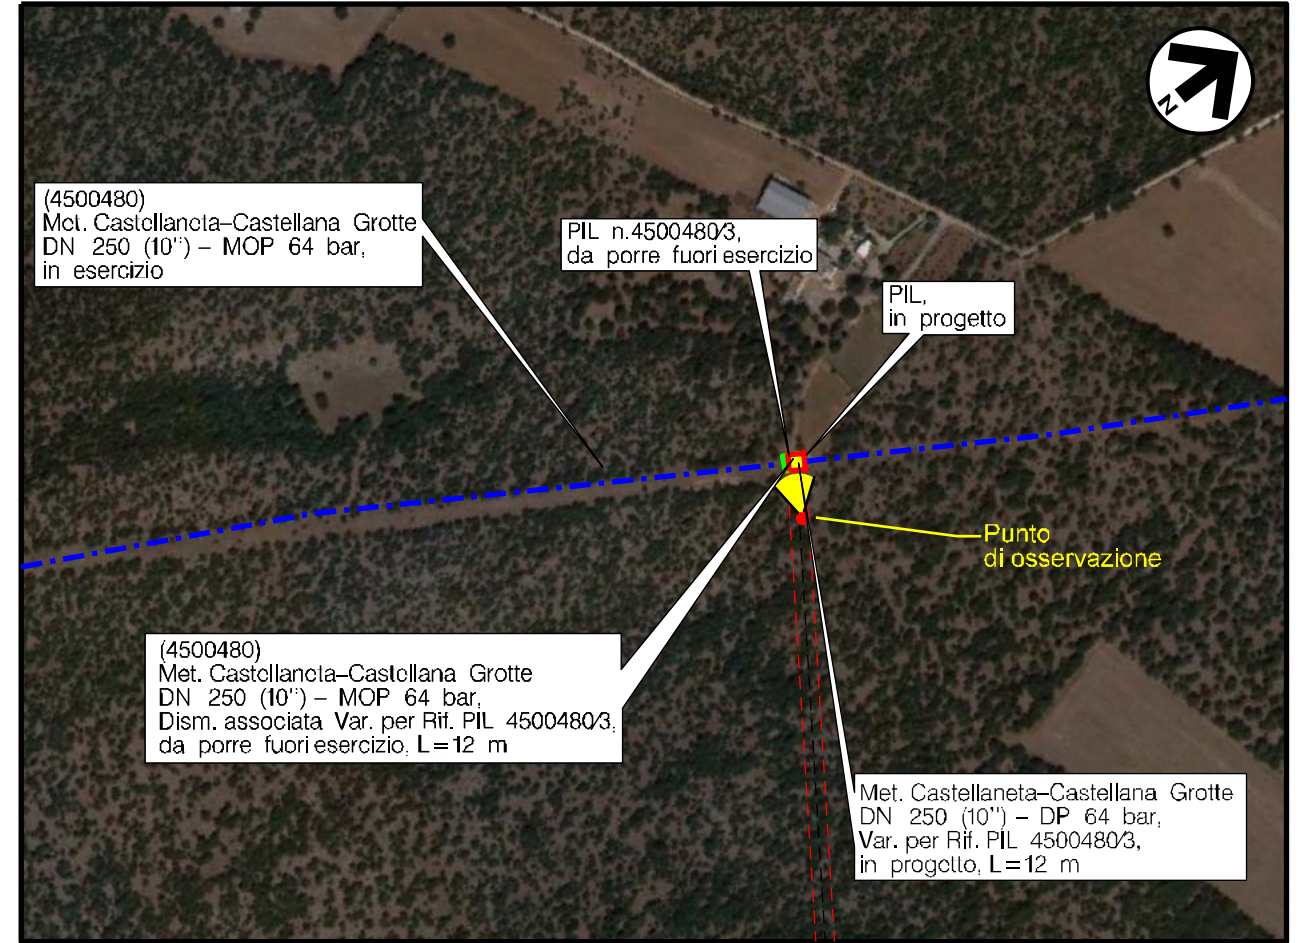 N
(4500480)
Met. Castellaneta–Castellana Grotte
DN 250 (10'') – MOP 64 bar,
in esercizio
PIL n.4500480/3,
da porre fuori esercizio
PIL,
in progetto
Punto
di osservazione
(4500480)
Met. Castellaneta–Castellana Grotte
DN 250 (10'') – MOP 64 bar,
Dism. associata Var. per Rif. PIL 4500480/3,
da porre fuori esercizio, L=12 m
Met. Castellaneta–Castellana Grotte
DN 250 (10'') – DP 64 bar,
Var. per Rif. PIL 4500480/3,
in progetto, L=12 m